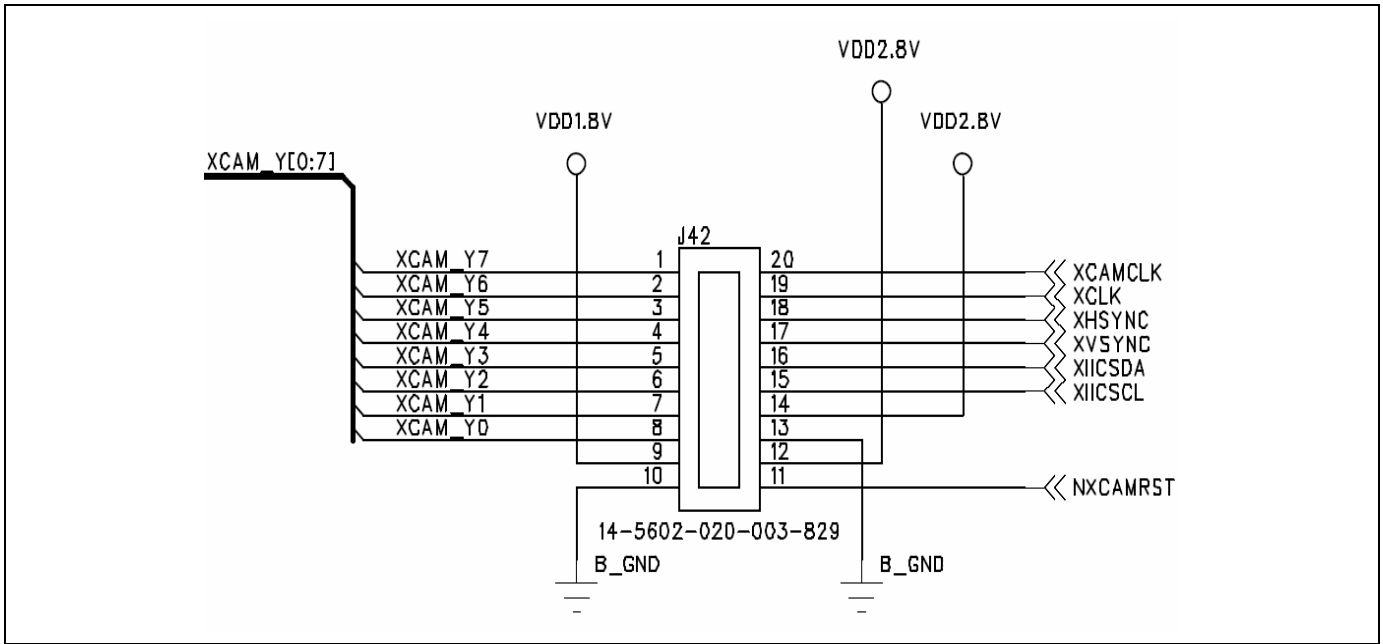 VDD2.8V
VDD1.8V
VDD2.8V
XCAM_Y[0:7]
J42
XCAM_Y7 1 20 XCAMCLK
XCAM_Y6 2 19 XCLK
XCAM_Y5 3 18 XHSYNC
XCAM_Y4 4 17 XVSYNC
XCAM_Y3 5 16 XIICSDA
XCAM_Y2 6 15 XIICSCL
XCAM_Y1 7 14
XCAM_Y0 8 13
9 12
10 11 NXCAMRST
14-5602-020-003-829
B_GND B_GND